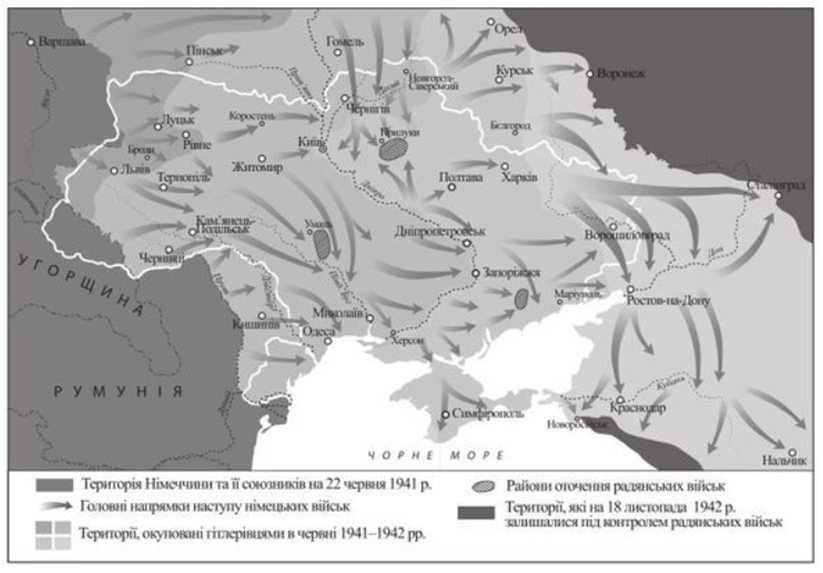 Варшава
Пінськ
Гомель
Орел
Курськ
Воронеж
Новгород-
Сіверський
Чернігів
Луцьк
Рівне
Коростень
Київ
Прилуки
Бєлгород
Броди
Львів
Тернопіль
Житомир
Полтава
Харків
Сталінград
Дніпро
Кам'янець-
Подільськ
Умань
Дніпропетровськ
Ворошиловград
Дон
Чернівці
Запоріжжя
УГОРЩИНА
Маріуполь
Ростов-на-Дону
Кишинів
Миколаїв
Одеса
Херсон
РУМУНІЯ
Кубань
Краснодар
Сімфірополь
Новоросійськ
ЧОРНЕ МОРЕ
Нальчик
Територія Німеччини та її союзників на 22 червня 1941 р.
Головні напрямки наступу німецьких військ
Території, окуповані гітлерівцями в червні 1941–1942 рр.
Райони оточення радянських військ
Території, які на 18 листопада 1942 р.
залишалися під контролем радянських військ